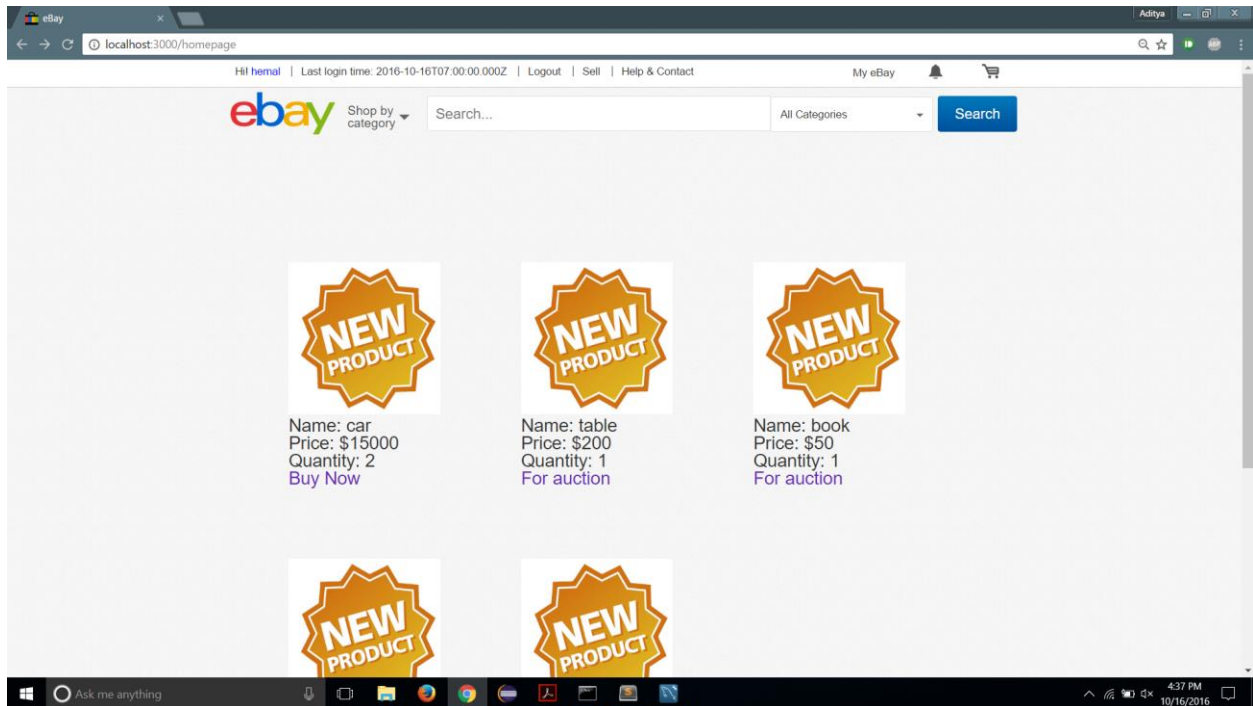 eBay
Aditya
localhost:3000/homepage
Hi! hemal | Last login time: 2016-10-16T07:00:00.000Z | Logout | Sell | Help & Contact
My eBay
ebay
Shop by
category
Search...
All Categories
Search
NEW
PRODUCT
NEW
PRODUCT
NEW
PRODUCT
Name: car
Price: $15000
Quantity: 2
Buy Now
Name: table
Price: $200
Quantity: 1
For auction
Name: book
Price: $50
Quantity: 1
For auction
NEW
PRODUCT
NEW
PRODUCT
Ask me anything
4:37 PM
10/16/2016